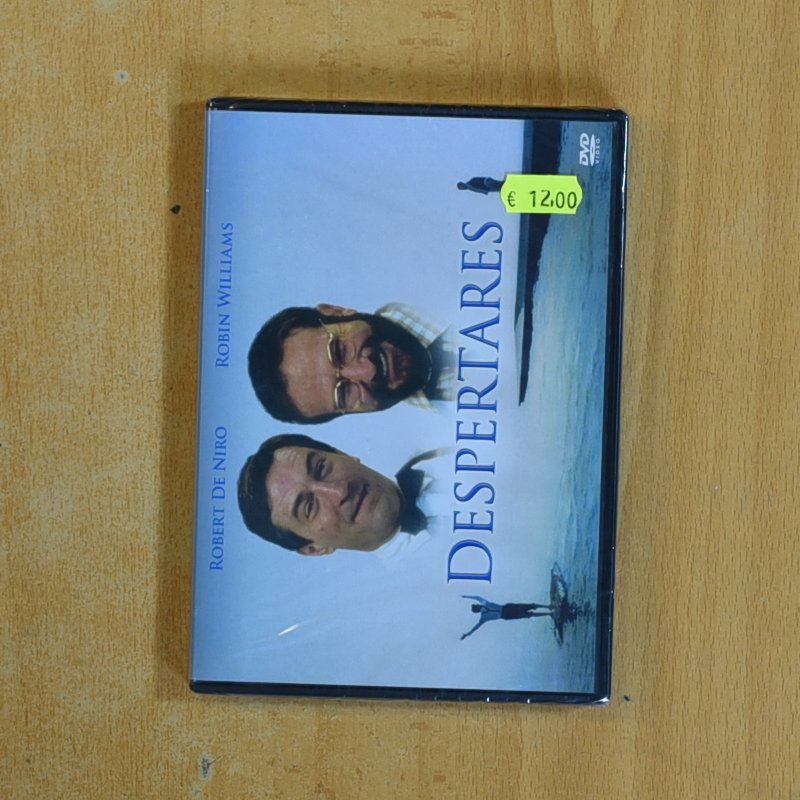 ROBERT DE NIRO
ROBIN WILLIAMS
DESPERTARES
€ 12.00
DVD
VIDEO